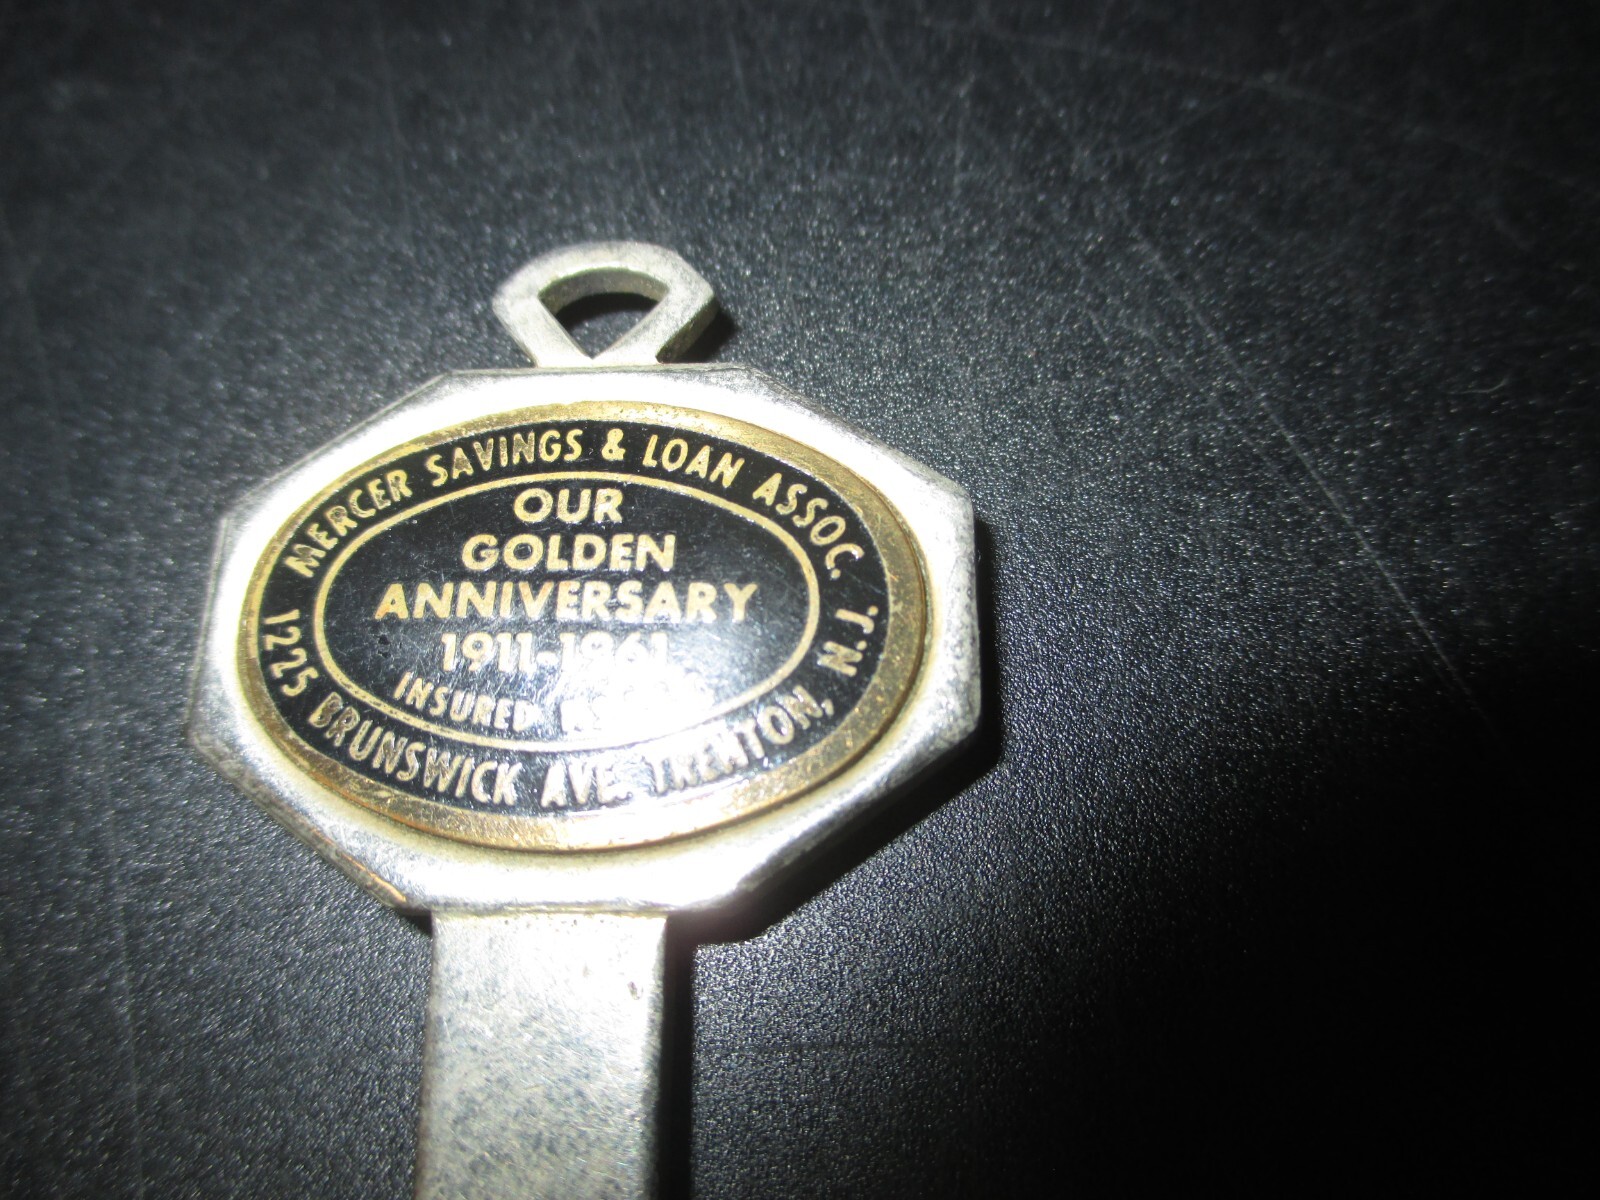 MERCER SAVINGS & LOAN ASSOC.
OUR
GOLDEN
ANNIVERSARY
1911-1961
INSURED
1225 BRUNSWICK AVE. TRENTON, N.J.